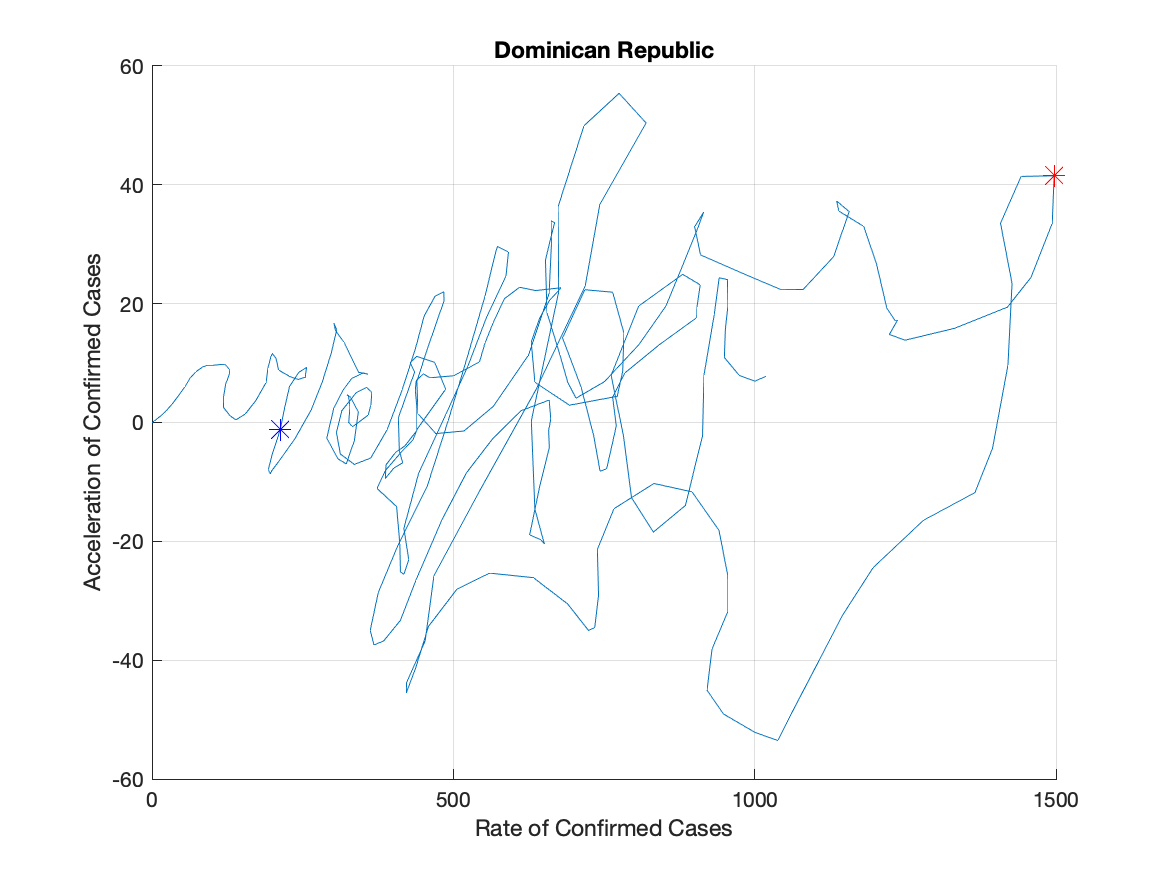 Dominican Republic
60
40
20
0
-20
-40
-60
Acceleration of Confirmed Cases
0 500 1000 1500
Rate of Confirmed Cases